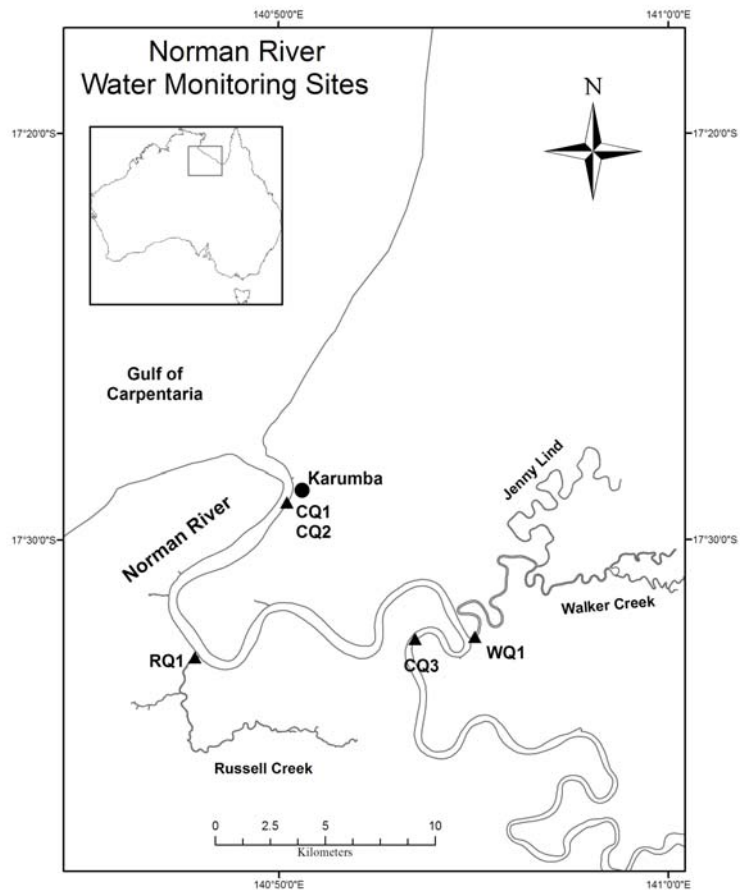 140°50'0"E
141°0'0"E
Norman River
Water Monitoring Sites
N
17°20'0"S
17°20'0"S
Gulf of
Carpentaria
Jenny Lind
Karumba
CQ1
CQ2
Norman River
17°30'0"S
17°30'0"S
Walker Creek
RQ1
CQ3
WQ1
Russell Creek
0 2.5 5 10
Kilometers
140°50'0"E
141°0'0"E